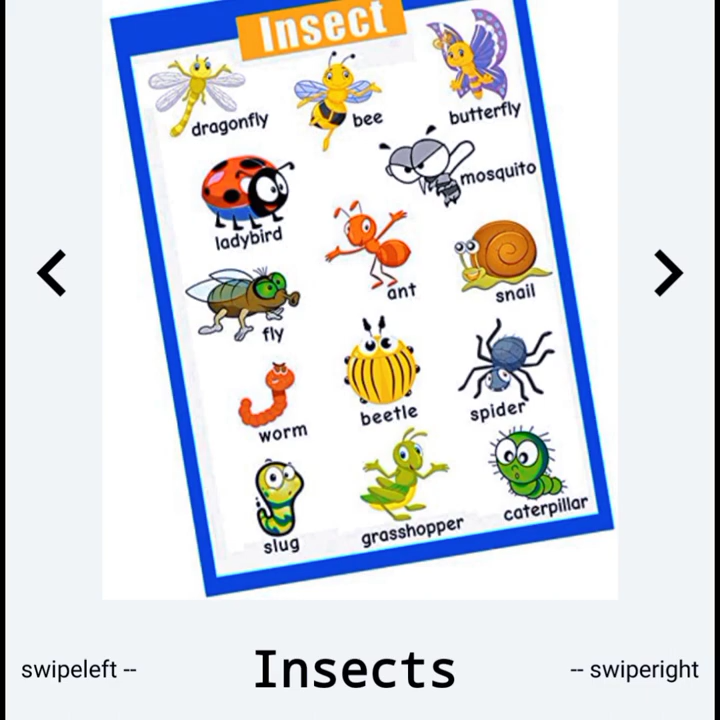 Insect
dragonfly
bee
butterfly
ladybird
mosquito
ant
snail
fly
worm
beetle
spider
slug
grasshopper
caterpillar
swipeleft --
Insects
-- swiperight